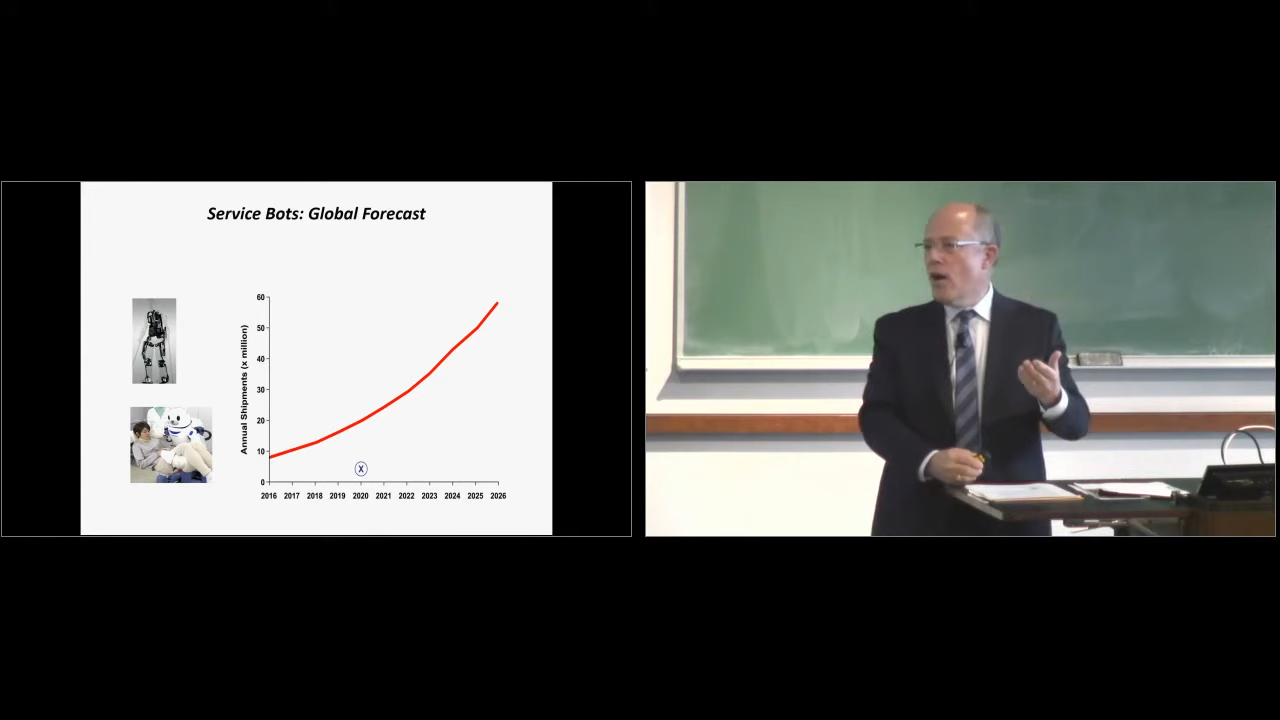 Service Bots: Global Forecast
Annual Shipments (x million)
60
50
40
30
20
10
0
X
2016 2017 2018 2019 2020 2021 2022 2023 2024 2025 2026